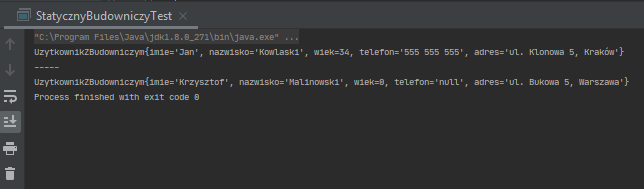 StatycznyBudowniczyTest
"C:\Program Files\Java\jdk1.8.0_271\bin\java.exe" ...
UzytkownikZBudowniczym{imie='Jan', nazwisko='Kowlaski', wiek=34, telefon='555 555 555', adres='ul. Klonowa 5, Kraków'}
-----
UzytkownikZBudowniczym{imie='Krzysztof', nazwisko='Malinowski', wiek=0, telefon='null', adres='ul. Bukowa 5, Warszawa'}
Process finished with exit code 0